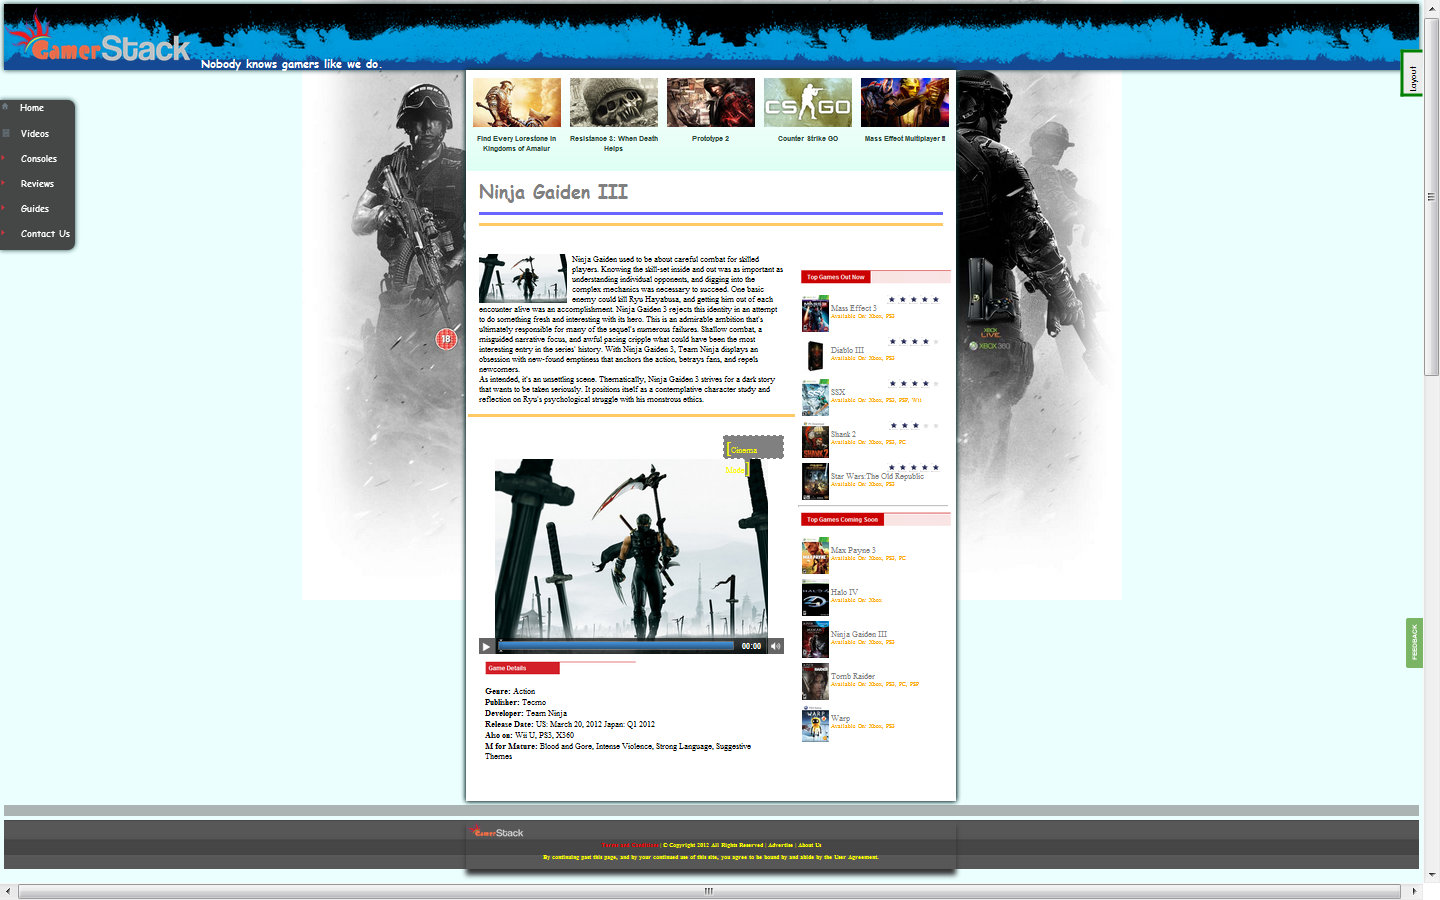 GamerStack
Nobody knows gamers like we do.
Layout
Home
Videos
Consoles
Reviews
Guides
Contact Us
CS GO
Find Every Lorestone in
Kingdoms of Amalur
Resistance 3: When Death
Helps
Prototype 2
Counter Strike GO
Mass Effect Multiplayer
Ninja Gaiden III
Ninja Gaiden used to be about careful combat for skilled
players. Knowing the skill-set inside and out was as important as
understanding individual opponents, and digging into the
complex mechanics was necessary to succeed. One basic
enemy could kill Ryu Hayabusa, and getting him out of each
encounter alive was an accomplishment. Ninja Gaiden 3 rejects this identity in an attempt
to do something fresh and interesting with its hero. This is an admirable ambition that's
ultimately responsible for many of the sequel's numerous failures. Shallow combat, a
misguided narrative focus, and awful pacing cripple what could have been the most
interesting entry in the series' history. With Ninja Gaiden 3, Team Ninja displays an
obsession with new-found emptiness that anchors the action, betrays fans, and repels
newcomers.
As intended, it's an unsettling scene. Thematically, Ninja Gaiden 3 strives for a dark story
that wants to be taken seriously. It positions itself as a contemplative character study and
reflection on Ryu's psychological struggle with his monstrous ethics.
18
XBOX
LIVE
XBOX 360
[Cinema
Mode]
00:00
Game Details
Genre: Action
Publisher: Tecmo
Developer: Team Ninja
Release Date: US: March 20, 2012 Japan: Q1 2012
Also on: Wii U, PS3, X360
M for Mature: Blood and Gore, Intense Violence, Strong Language, Suggestive
Themes
Top Games Out Now
Mass Effect 3
Available On: Xbox, PS3
Diablo III
Available On: Xbox, PS3
SSX
Available On: Xbox, PS3, PSP, Wii
Shank 2
Available On: Xbox, PS3, PC
Star Wars:The Old Republic
Available On: Xbox, PS3
Top Games Coming Soon
Max Payne 3
Available On: Xbox, PS3, PC
Halo IV
Available On: Xbox
Ninja Gaiden III
Available On: Xbox, PS3
Tomb Raider
Available On: Xbox, PS3, PC, PSP
Warp
Available On: Xbox, PS3
FEEDBACK
GamerStack
Terms and Conditions | © Copyright 2012 All Rights Reserved | Advertise | About Us
By continuing past this page, and by your continued use of this site, you agree to be bound by and abide by the User Agreement.